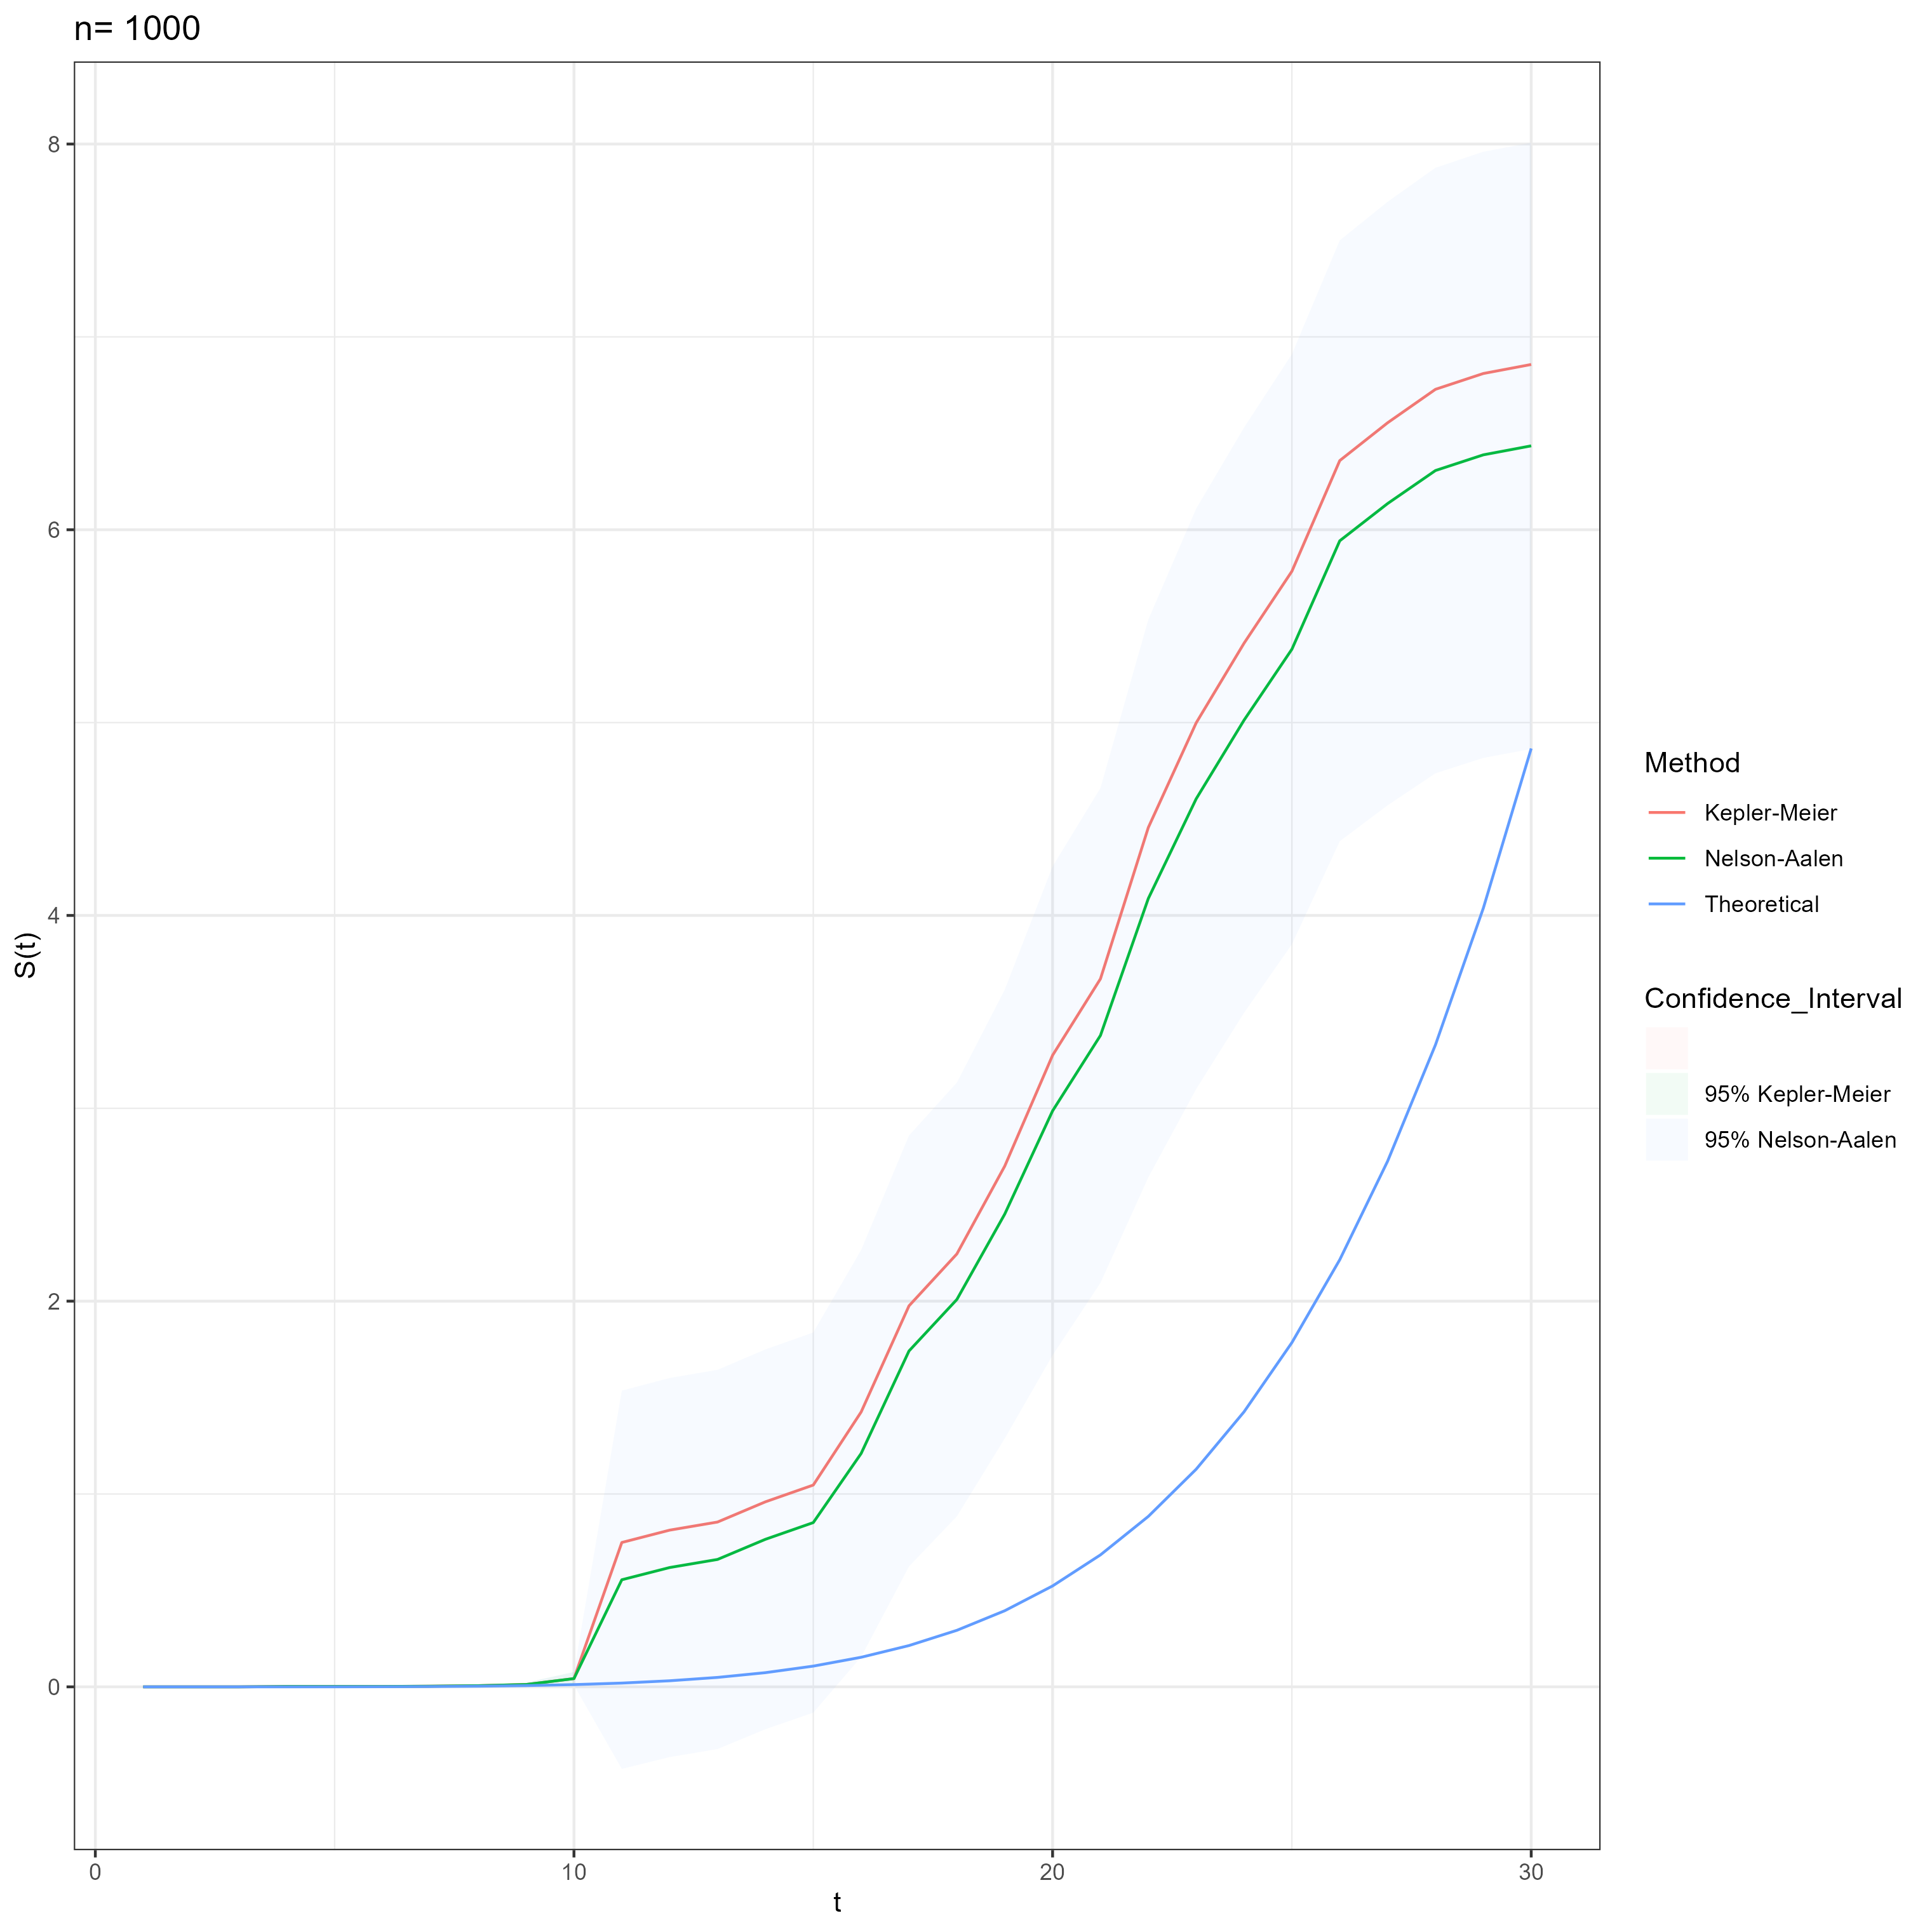 n= 1000
8
6
4
2
0
S(t)
0 10 20 30
t
Method
Kepler-Meier
Nelson-Aalen
Theoretical
Confidence_Interval
95% Kepler-Meier
95% Nelson-Aalen